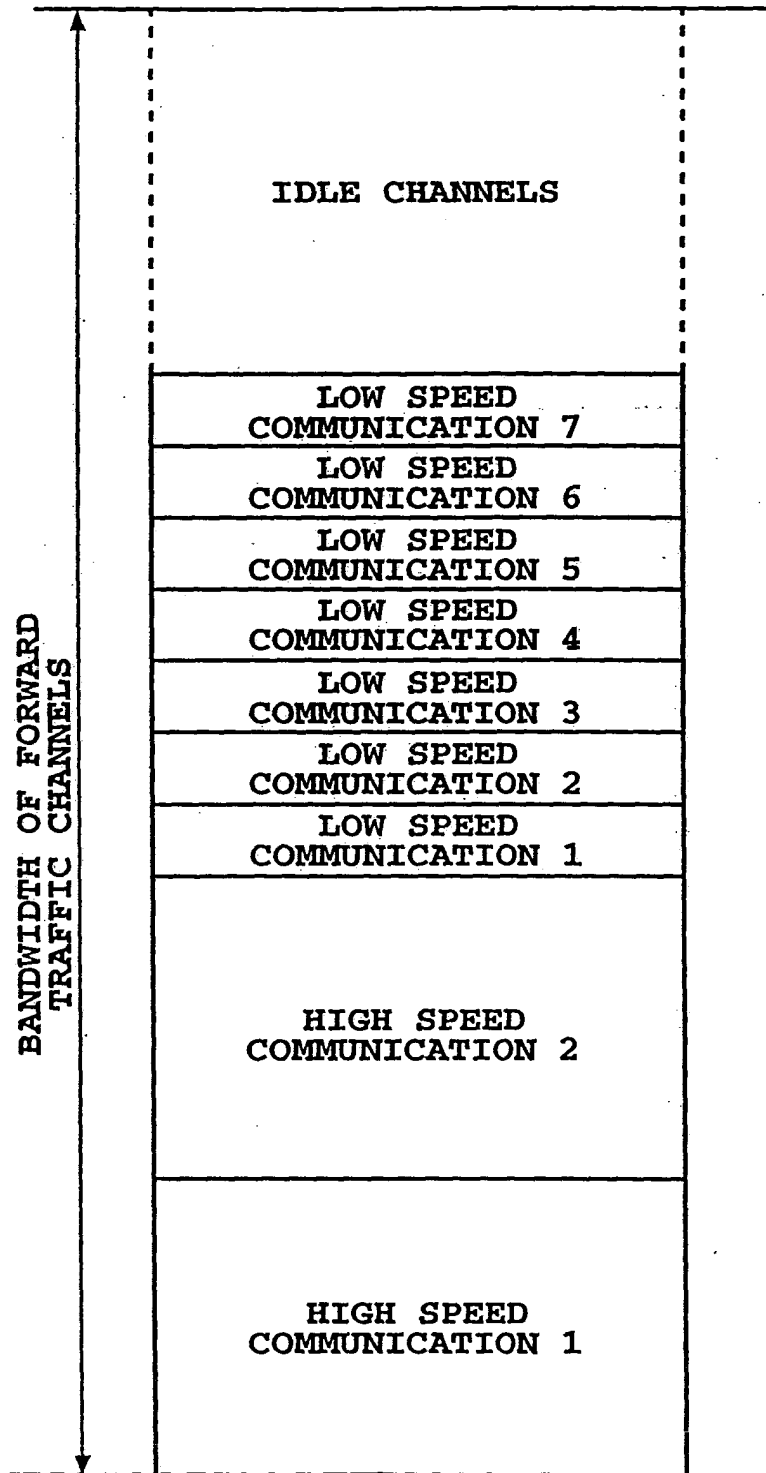 IDLE CHANNELS
LOW SPEED
COMMUNICATION 7
LOW SPEED
COMMUNICATION 6
LOW SPEED
COMMUNICATION 5
LOW SPEED
COMMUNICATION 4
LOW SPEED
COMMUNICATION 3
LOW SPEED
COMMUNICATION 2
LOW SPEED
COMMUNICATION 1
HIGH SPEED
COMMUNICATION 2
HIGH SPEED
COMMUNICATION 1
BANDWIDTH OF FORWARD
TRAFFIC CHANNELS